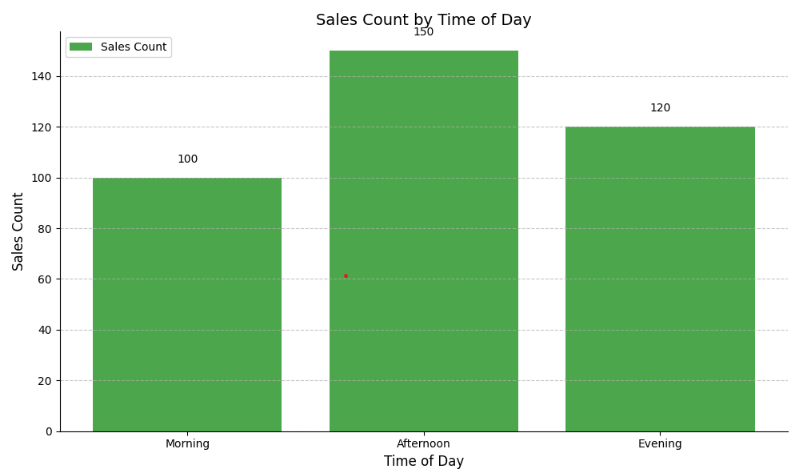 Sales Count by Time of Day
Sales Count
150
120
100
140
120
100
80
60
40
20
0
Sales Count
Morning
Afternoon
Evening
Time of Day